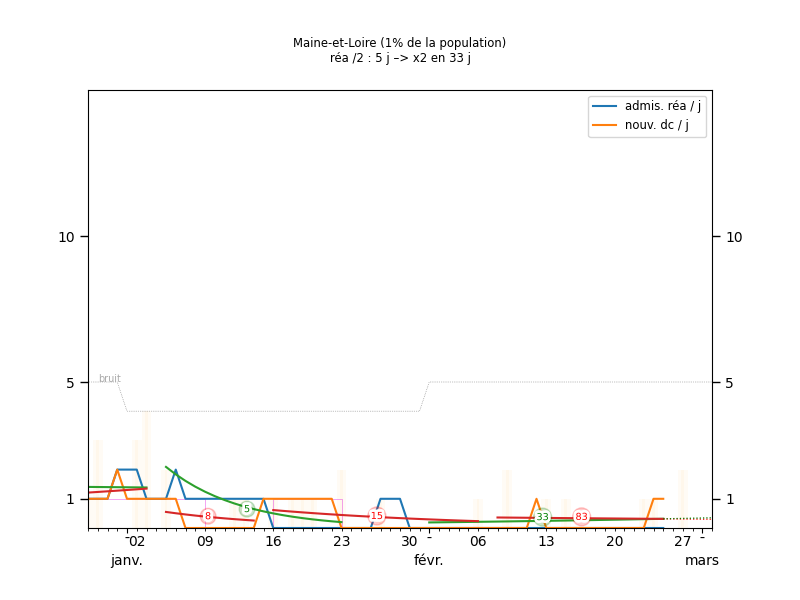 Maine-et-Loire (1% de la population)
réa /2 : 5 j –> x2 en 33 j
admis. réa / j
nouv. dc / j
10
10
bruit
5
5
1
1
8
5
15
33
83
02
09
16
23
30
06
13
20
27
janv.
févr.
mars